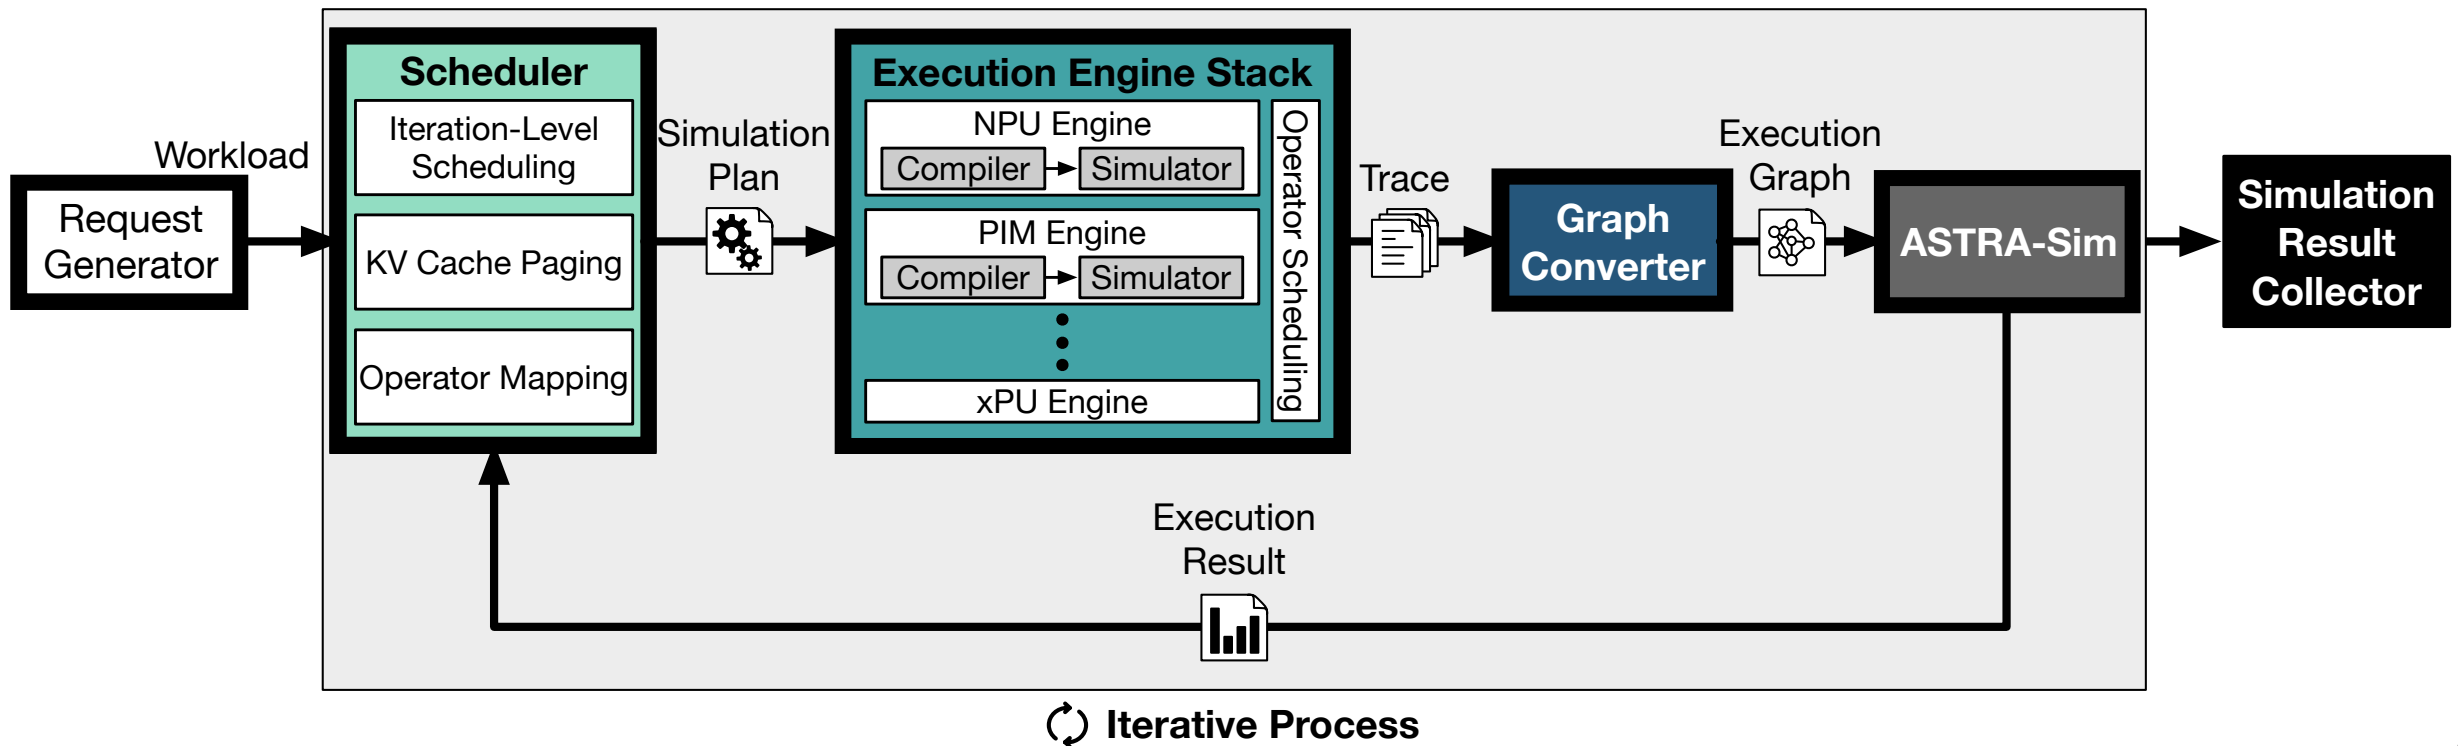 Workload
Request
Generator
Scheduler
Iteration-Level
Scheduling
KV Cache Paging
Operator Mapping
Simulation
Plan
Execution Engine Stack
NPU Engine
Compiler
Simulator
PIM Engine
Compiler
Simulator
xPU Engine
Operator Scheduling
Trace
Graph
Converter
Execution
Graph
ASTRA-Sim
Simulation
Result
Collector
Execution
Result
Iterative Process